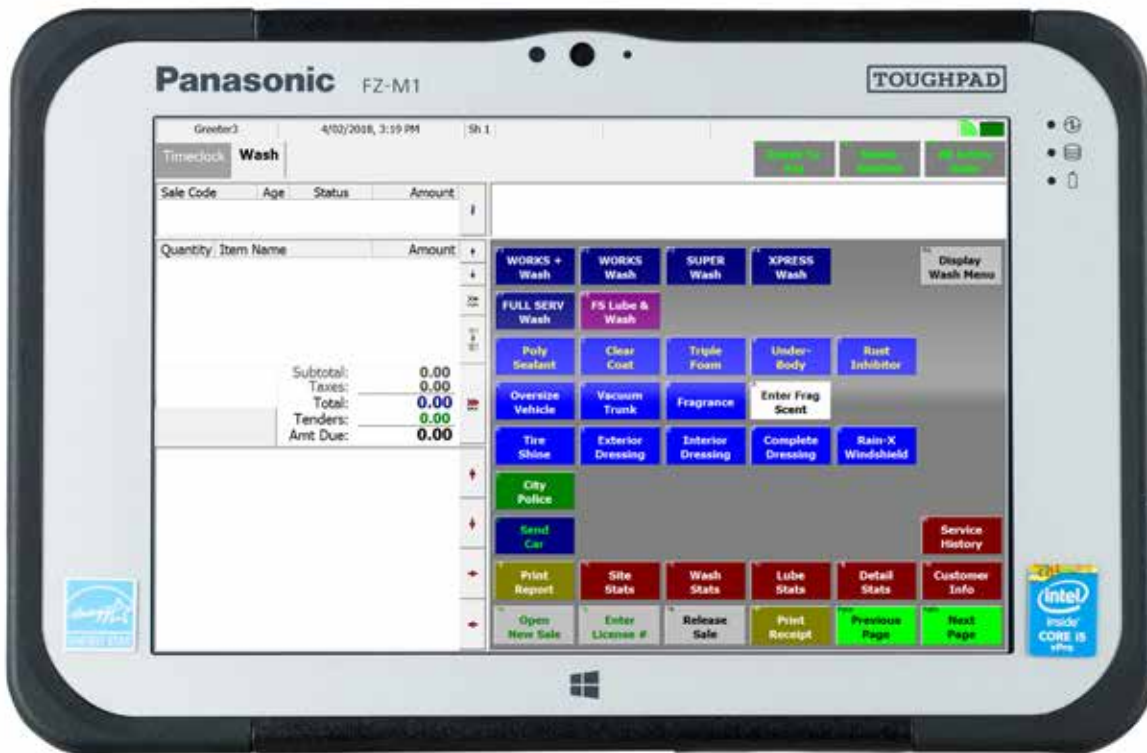 Panasonic FZ-M1 TOUGHPAD
Greeter3 4/02/2018, 3:19 PM Sh 1
Timeclock Wash
Sale Code Age Status Amount
Quantity Item Name Amount
Subtotal: 0.00
Taxes: 0.00
Total: 0.00
Tenders: 0.00
Amt Due: 0.00
WORKS +
Wash
WORKS
Wash
SUPER
Wash
XPRESS
Wash
Display
Wash Menu
FULL SERV
Wash
FS Lube &
Wash
Poly
Sealant
Clear
Coat
Triple
Foam
Under-
Body
Rust
Inhibitor
Oversize
Vehicle
Vacuum
Trunk
Fragrance
Enter Frag
Scent
Tire
Shine
Exterior
Dressing
Interior
Dressing
Complete
Dressing
Rain-X
Windshield
City
Police
Send
Car
Service
History
Print
Report
Site
Stats
Wash
Stats
Lube
Stats
Detail
Stats
Customer
Info
Open
New Sale
Enter
License #
Release
Sale
Print
Receipt
Previous
Page
Next
Page
ENERGY STAR
intel
inside
CORE i5
vPro